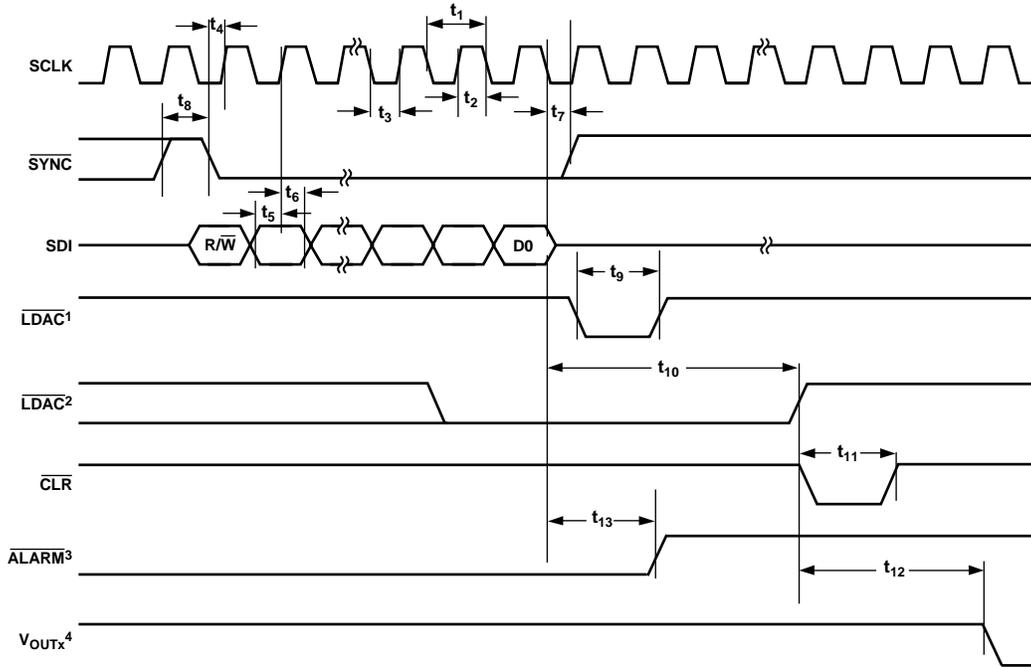 t1
t4
SCLK
t8
t3
t2
t7
SYNC
t6
t5
SDI
R/W
D0
t9
LDAC1
t10
LDAC2
t11
CLR
t13
ALARM3
t12
VOUTx4